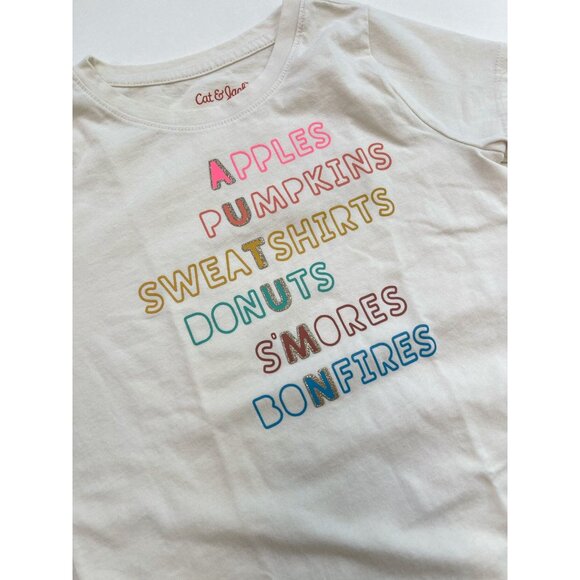 Cat & Jack
APPLES
PUMPKINS
SWEATSHIRTS
DONUTS
S'MORES
BONFIRES